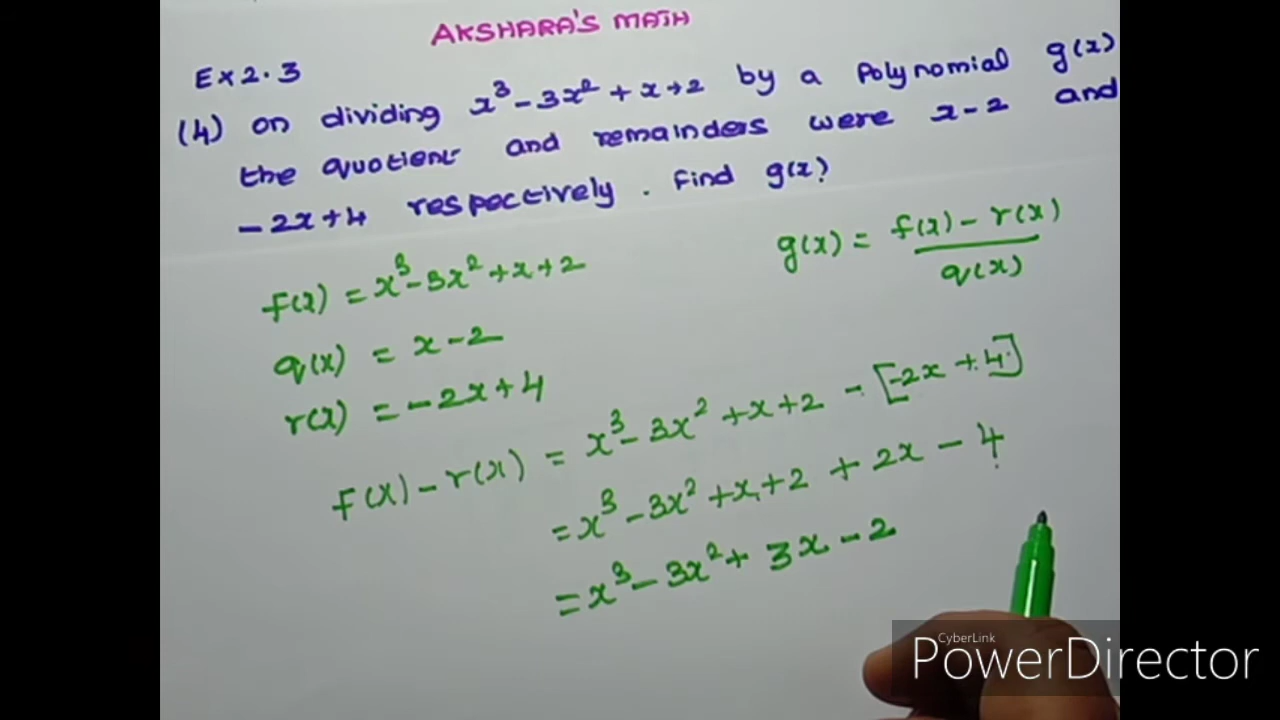 AKSHARA'S MATH
Ex 2.3
(4) on dividing x³-3x²+x+2 by a polynomial g(x)
the quotient and remainders were x-2 and
-2x+4 respectively. Find g(x)?
f(x) = x³-3x²+x+2
g(x) = f(x)-r(x)
q(x)
q(x) = x-2
r(x) = -2x+4
f(x)-r(x) = x³-3x²+x+2 - [-2x+4]
= x³-3x²+x+2+2x-4
= x³-3x²+3x-2
CyberLink
PowerDirector